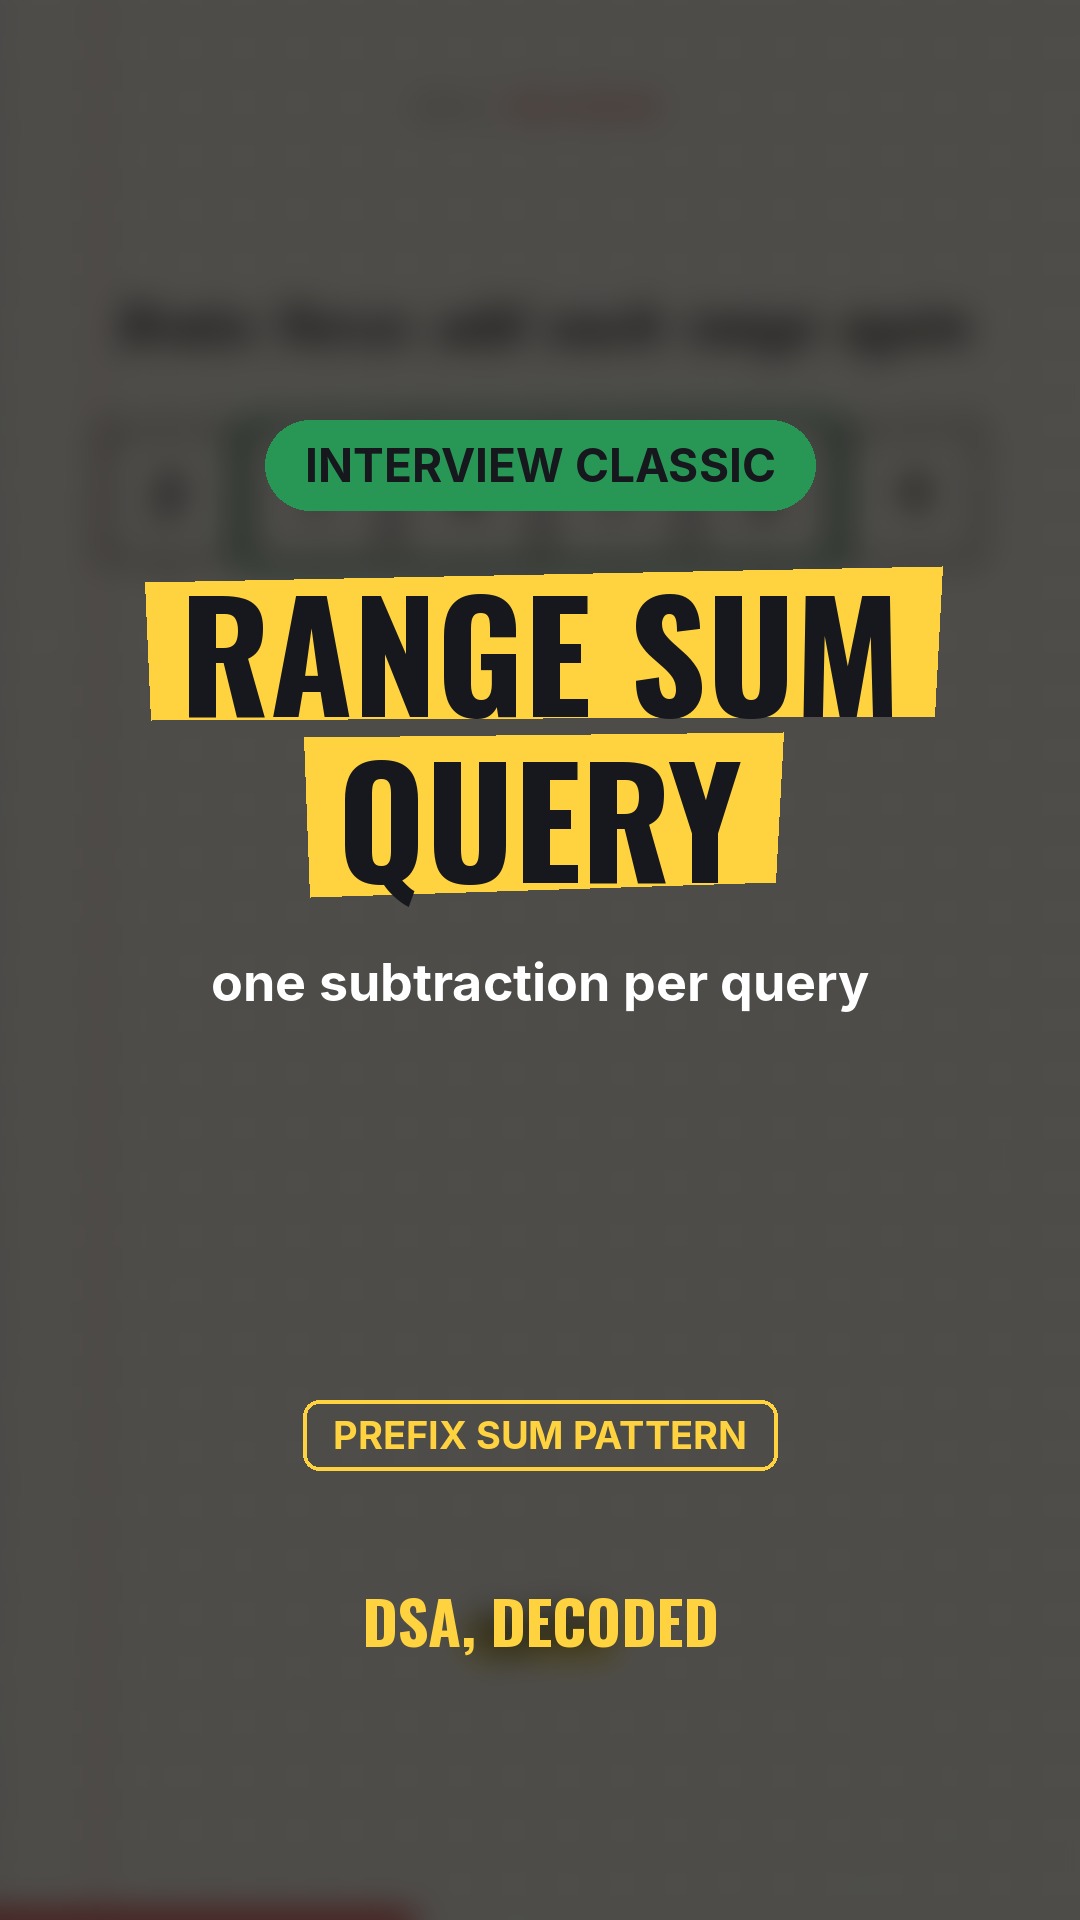 INTERVIEW CLASSIC
RANGE SUM
QUERY
one subtraction per query
PREFIX SUM PATTERN
DSA, DECODED